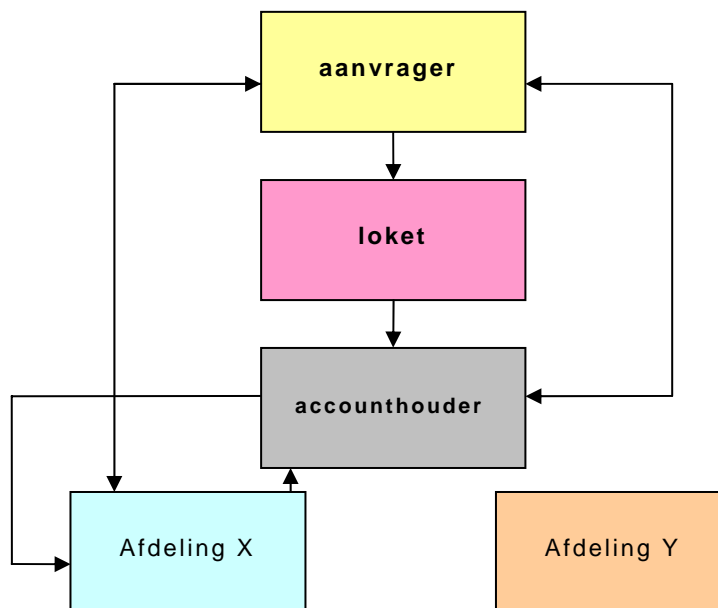 aanvrager
loket
accounthouder
Afdeling X
Afdeling Y